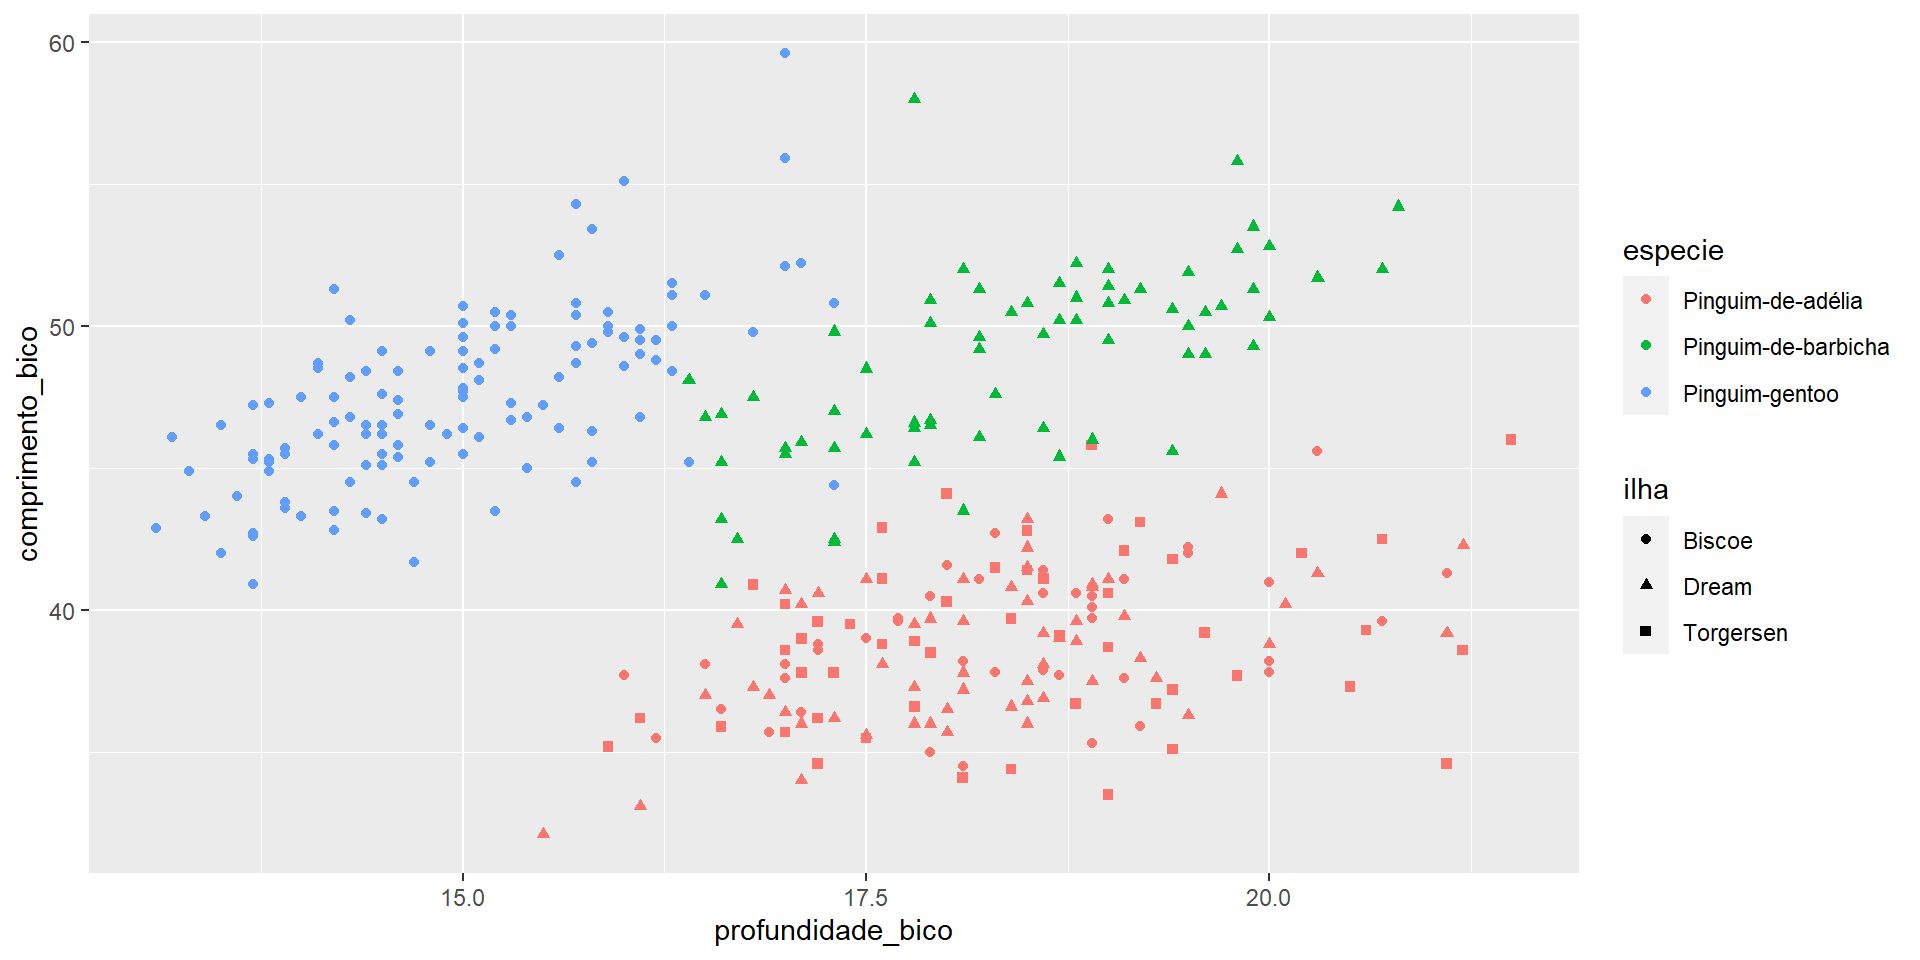 60
50
40
comprimento_bico
15.0
17.5
20.0
profundidade_bico
especie
Pinguim-de-adélia
Pinguim-de-barbicha
Pinguim-gentoo
ilha
Biscoe
Dream
Torgersen